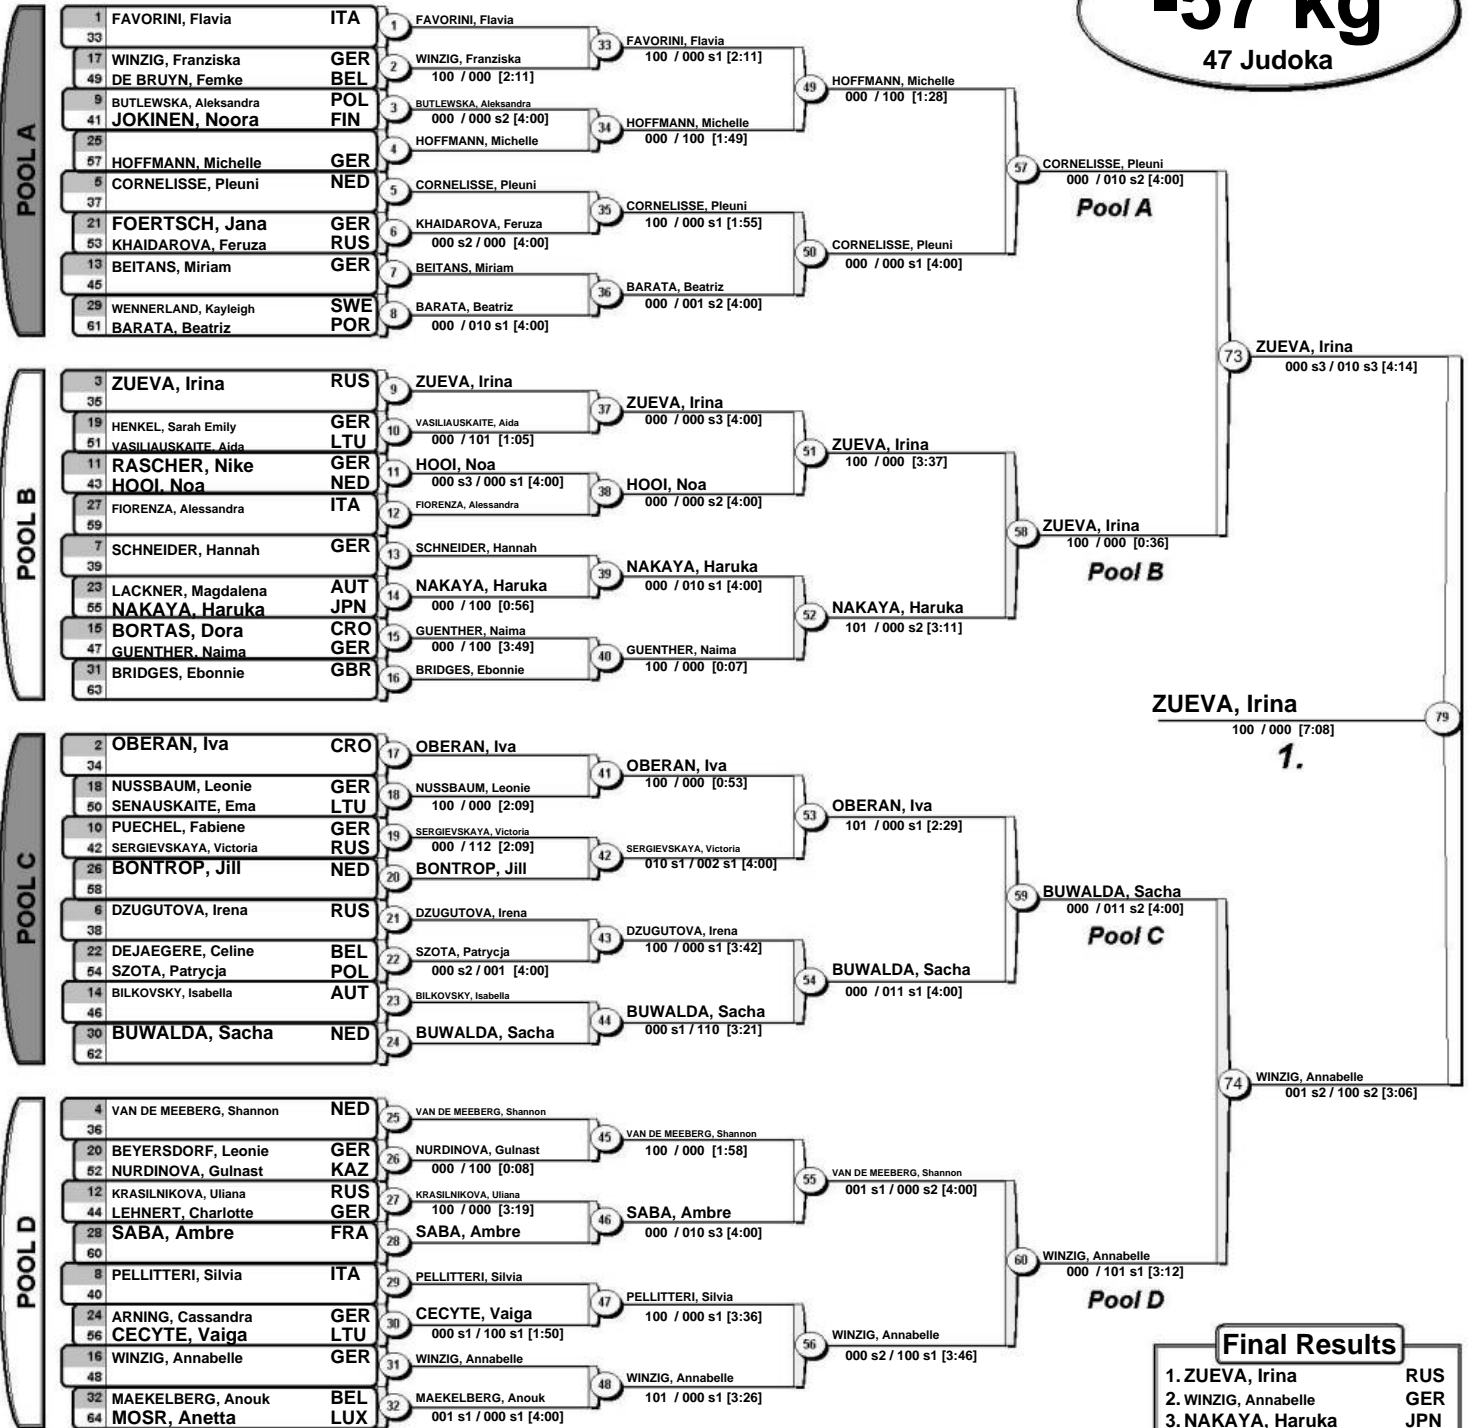 -57 kg
47 Judoka
POOL A
1 FAVORINI, Flavia ITA
33
17 WINZIG, Franziska GER
49 DE BRUYN, Femke BEL
9 BUTLEWSKA, Aleksandra POL
41 JOKINEN, Noora FIN
25
57 HOFFMANN, Michelle GER
5 CORNELISSE, Pleuni NED
37
21 FOERTSCH, Jana GER
53 KHAIDAROVA, Feruza RUS
13 BEITANS, Miriam GER
45
29 WENNERLAND, Kayleigh SWE
61 BARATA, Beatriz POR
1 FAVORINI, Flavia
2 WINZIG, Franziska
100 / 000 [2:11]
3 BUTLEWSKA, Aleksandra
000 / 000 s2 [4:00]
4 HOFFMANN, Michelle
5 CORNELISSE, Pleuni
6 KHAIDAROVA, Feruza
000 s2 / 000 [4:00]
7 BEITANS, Miriam
8 BARATA, Beatriz
000 / 010 s1 [4:00]
33 FAVORINI, Flavia
100 / 000 s1 [2:11]
34 HOFFMANN, Michelle
000 / 100 [1:49]
35 CORNELISSE, Pleuni
100 / 000 s1 [1:55]
36 BARATA, Beatriz
000 / 001 s2 [4:00]
49 HOFFMANN, Michelle
000 / 100 [1:28]
50 CORNELISSE, Pleuni
000 / 000 s1 [4:00]
57 CORNELISSE, Pleuni
000 / 010 s2 [4:00]
Pool A
POOL B
3 ZUEVA, Irina RUS
35
19 HENKEL, Sarah Emily GER
51 VASILIAUSKAITE, Aida LTU
11 RASCHER, Nike GER
43 HOOI, Noa NED
27 FIORENZA, Alessandra ITA
59
7 SCHNEIDER, Hannah GER
39
23 LACKNER, Magdalena AUT
55 NAKAYA, Haruka JPN
15 BORTAS, Dora CRO
47 GUENTHER, Naima GER
31 BRIDGES, Ebonnie GBR
63
9 ZUEVA, Irina
10 VASILIAUSKAITE, Aida
000 / 101 [1:05]
11 HOOI, Noa
000 s3 / 000 s1 [4:00]
12 FIORENZA, Alessandra
13 SCHNEIDER, Hannah
14 NAKAYA, Haruka
000 / 100 [0:56]
15 GUENTHER, Naima
000 / 100 [3:49]
16 BRIDGES, Ebonnie
37 ZUEVA, Irina
000 / 000 s3 [4:00]
38 HOOI, Noa
000 / 000 s2 [4:00]
39 NAKAYA, Haruka
000 / 010 s1 [4:00]
40 GUENTHER, Naima
100 / 000 [0:07]
51 ZUEVA, Irina
100 / 000 [3:37]
52 NAKAYA, Haruka
101 / 000 s2 [3:11]
58 ZUEVA, Irina
100 / 000 [0:36]
Pool B
73 ZUEVA, Irina
000 s3 / 010 s3 [4:14]
POOL C
2 OBERAN, Iva CRO
34
18 NUSSBAUM, Leonie GER
50 SENAUSKAITE, Ema LTU
10 PUECHEL, Fabiene GER
42 SERGIEVSKAYA, Victoria RUS
26 BONTROP, Jill NED
58
6 DZUGUTOVA, Irena RUS
38
22 DEJAEGERE, Celine BEL
54 SZOTA, Patrycja POL
14 BILKOVSKY, Isabella AUT
46
30 BUWALDA, Sacha NED
62
17 OBERAN, Iva
18 NUSSBAUM, Leonie
100 / 000 [2:09]
19 SERGIEVSKAYA, Victoria
000 / 112 [2:09]
20 BONTROP, Jill
21 DZUGUTOVA, Irena
22 SZOTA, Patrycja
000 s2 / 001 [4:00]
23 BILKOVSKY, Isabella
24 BUWALDA, Sacha
41 OBERAN, Iva
100 / 000 [0:53]
42 SERGIEVSKAYA, Victoria
010 s1 / 002 s1 [4:00]
43 DZUGUTOVA, Irena
100 / 000 s1 [3:42]
44 BUWALDA, Sacha
000 s1 / 110 [3:21]
53 OBERAN, Iva
101 / 000 s1 [2:29]
54 BUWALDA, Sacha
000 / 011 s1 [4:00]
59 BUWALDA, Sacha
000 / 011 s2 [4:00]
Pool C
ZUEVA, Irina 79
100 / 000 [7:08]
1.
POOL D
4 VAN DE MEEBERG, Shannon NED
36
20 BEYERSDORF, Leonie GER
52 NURDINOVA, Gulnast KAZ
12 KRASILNIKOVA, Uliana RUS
44 LEHNERT, Charlotte GER
28 SABA, Ambre FRA
60
8 PELLITTERI, Silvia ITA
40
24 ARNING, Cassandra GER
56 CECYTE, Vaiga LTU
16 WINZIG, Annabelle GER
48
32 MAEKELBERG, Anouk BEL
64 MOSR, Anetta LUX
25 VAN DE MEEBERG, Shannon
26 NURDINOVA, Gulnast
000 / 100 [0:08]
27 KRASILNIKOVA, Uliana
100 / 000 [3:19]
28 SABA, Ambre
29 PELLITTERI, Silvia
30 CECYTE, Vaiga
000 s1 / 100 s1 [1:50]
31 WINZIG, Annabelle
32 MAEKELBERG, Anouk
001 s1 / 000 s1 [4:00]
45 VAN DE MEEBERG, Shannon
100 / 000 [1:58]
46 SABA, Ambre
000 / 010 s3 [4:00]
47 PELLITTERI, Silvia
100 / 000 s1 [3:36]
48 WINZIG, Annabelle
101 / 000 s1 [3:26]
55 VAN DE MEEBERG, Shannon
001 s1 / 000 s2 [4:00]
56 WINZIG, Annabelle
000 s2 / 100 s1 [3:46]
60 WINZIG, Annabelle
000 / 101 s1 [3:12]
Pool D
74 WINZIG, Annabelle
001 s2 / 100 s2 [3:06]
Final Results
1. ZUEVA, Irina RUS
2. WINZIG, Annabelle GER
3. NAKAYA, Haruka JPN